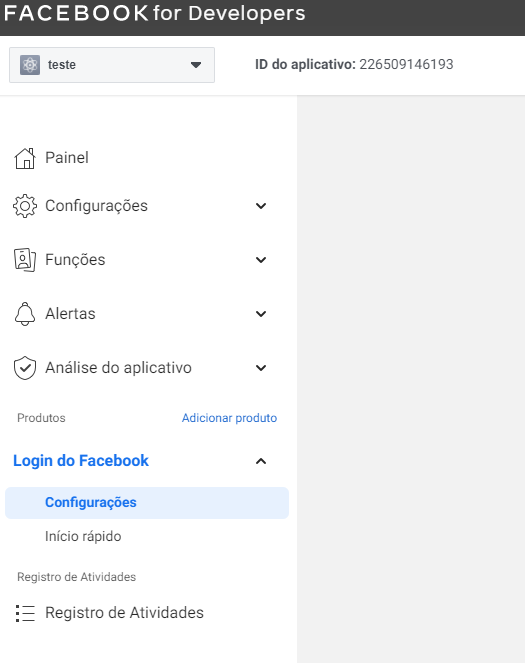 FACEBOOK for Developers
teste
ID do aplicativo: 226509146193
Painel
Configurações
Funções
Alertas
Análise do aplicativo
Produtos Adicionar produto
Login do Facebook
Configurações
Início rápido
Registro de Atividades
Registro de Atividades